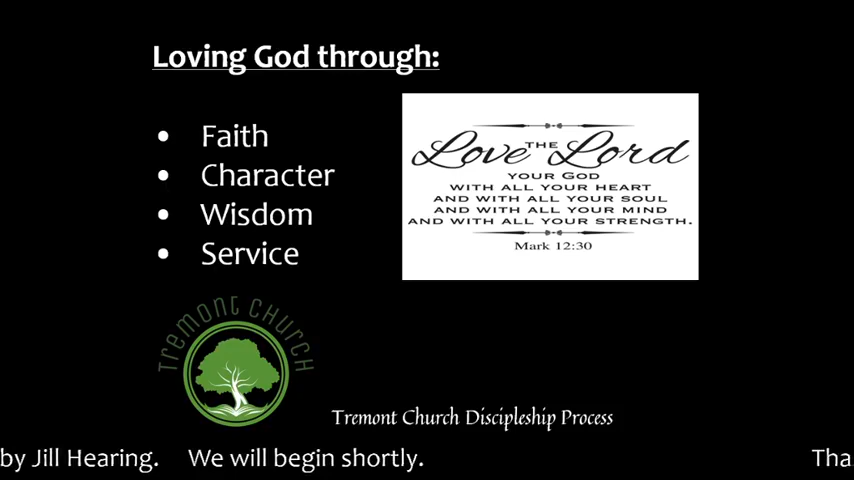 Loving God through:
• Faith
• Character
• Wisdom
• Service
Love THE Lord
YOUR GOD
WITH ALL YOUR HEART
AND WITH ALL YOUR SOUL
AND WITH ALL YOUR MIND
AND WITH ALL YOUR STRENGTH.
Mark 12:30
TREMONT CHURCH
Tremont Church Discipleship Process
by Jill Hearing. We will begin shortly. Tha